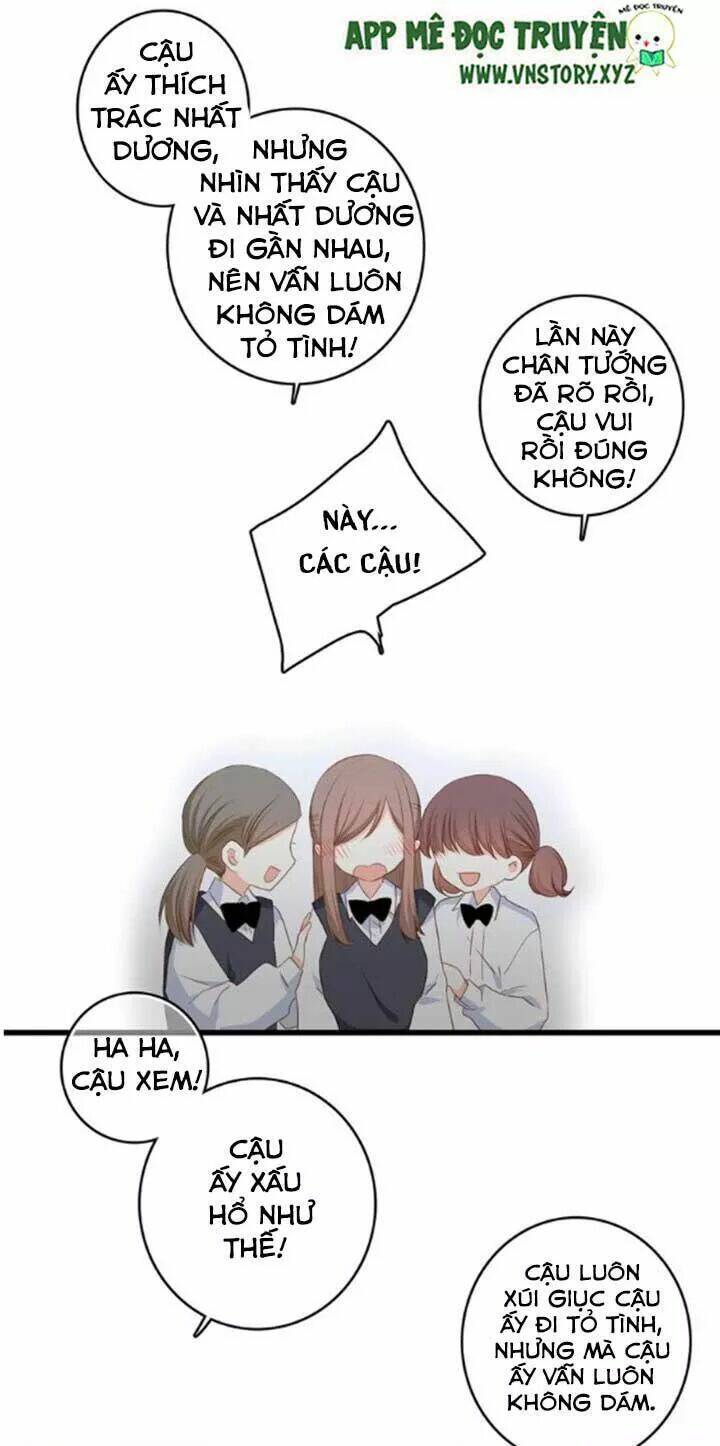 MÊ ĐỌC TRUYỆN
APP MÊ ĐỌC TRUYỆN
WWW.VNSTORY.XYZ
CẬU
ẤY THÍCH
TRÁC NHẤT
DƯƠNG,
NHƯNG
NHÌN THẤY CẬU
VÀ NHẤT DƯƠNG
ĐI GẦN NHAU,
NÊN VẪN LUÔN
KHÔNG DÁM
TỎ TÌNH!
LẦN NÀY
CHÂN TƯỚNG
ĐÃ RÕ RỒI,
CẬU VUI
RỒI ĐÚNG
KHÔNG!
NÀY...
CÁC CẬU!
HA HA,
CẬU XEM!
CẬU
ẤY XẤU
HỔ NHƯ
THẾ!
CẬU LUÔN
XÚI GIỤC CẬU
ẤY ĐI TỎ TÌNH,
NHƯNG MÀ CẬU
ẤY VẪN LUÔN
KHÔNG DÁM.